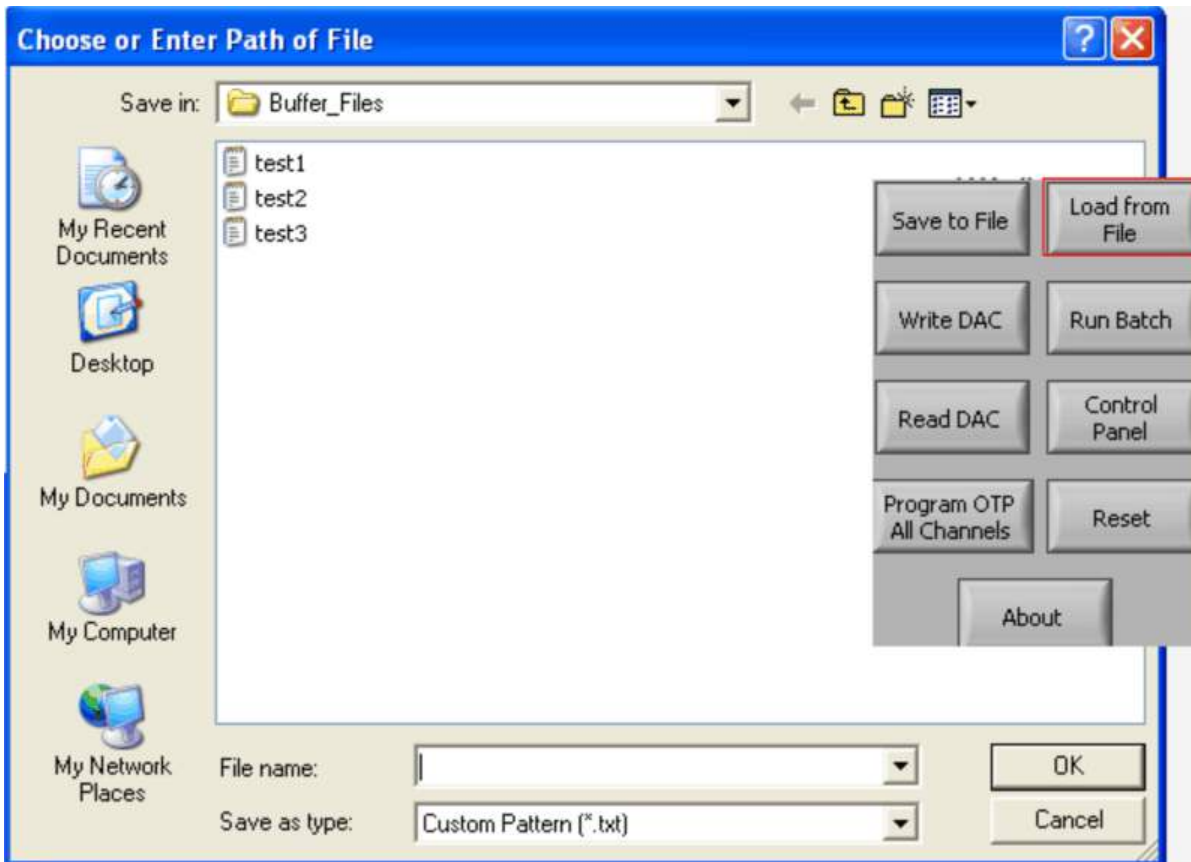 Choose or Enter Path of File
Save in:
Buffer_Files
test1
test2
test3
My Recent
Documents
Desktop
My Documents
My Computer
My Network
Places
Save to File
Load from
File
Write DAC
Run Batch
Read DAC
Control
Panel
Program OTP
All Channels
Reset
About
File name:
OK
Save as type:
Custom Pattern (*.txt)
Cancel